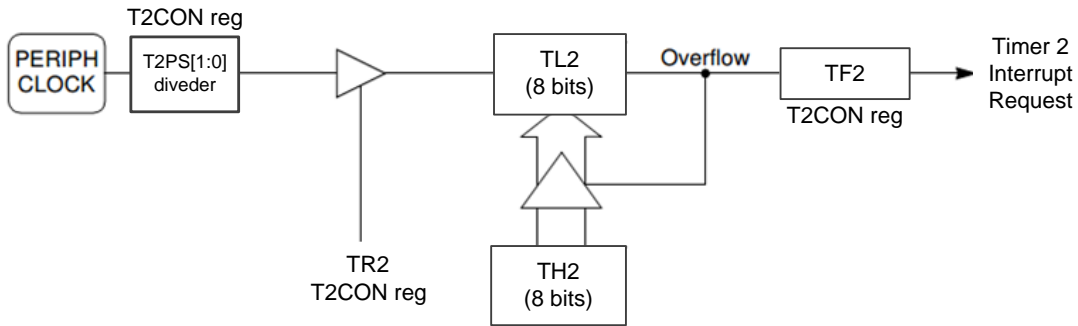 T2CON reg
PERIPH
CLOCK
T2PS[1:0]
diveder
TL2
(8 bits)
Overflow
TF2
T2CON reg
Timer 2
Interrupt
Request
TR2
T2CON reg
TH2
(8 bits)